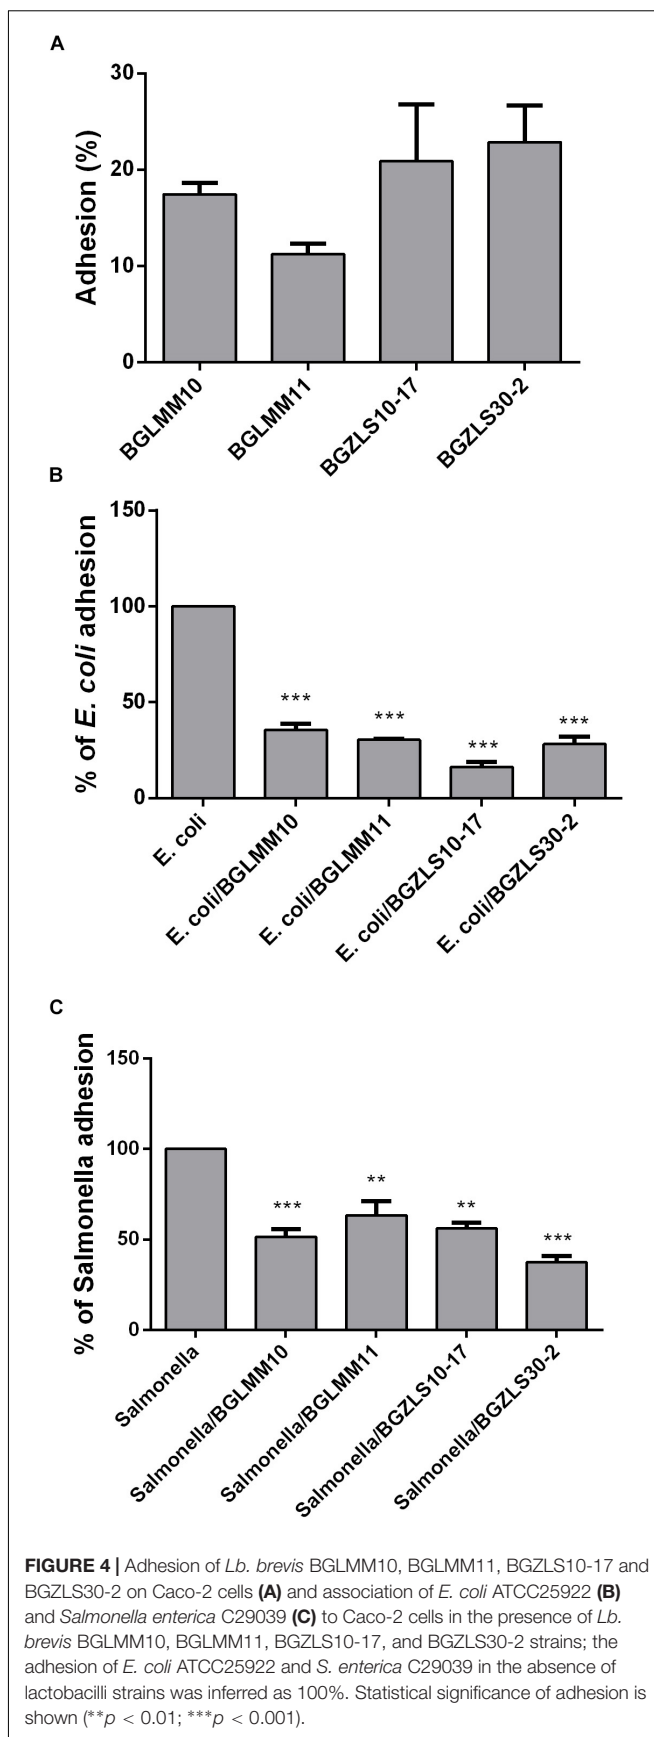 A
30
20
10
0
Adhesion (%)
BGLMM10
BGLMM11
BGZLS10-17
BGZLS30-2
B
150
100
50
0
% of E. coli adhesion
***
***
***
***
E. coli
E. coli/BGLMM10
E. coli/BGLMM11
E. coli/BGZLS10-17
E. coli/BGZLS30-2
C
150
100
50
0
% of Salmonella adhesion
***
**
**
***
Salmonella
Salmonella/BGLMM10
Salmonella/BGLMM11
Salmonella/BGZLS10-17
Salmonella/BGZLS30-2
FIGURE 4 | Adhesion of Lb. brevis BGLMM10, BGLMM11, BGZLS10-17 and
BGZLS30-2 on Caco-2 cells (A) and association of E. coli ATCC25922 (B)
and Salmonella enterica C29039 (C) to Caco-2 cells in the presence of Lb.
brevis BGLMM10, BGLMM11, BGZLS10-17, and BGZLS30-2 strains; the
adhesion of E. coli ATCC25922 and S. enterica C29039 in the absence of
lactobacilli strains was inferred as 100%. Statistical significance of adhesion is
shown (**p < 0.01; ***p < 0.001).